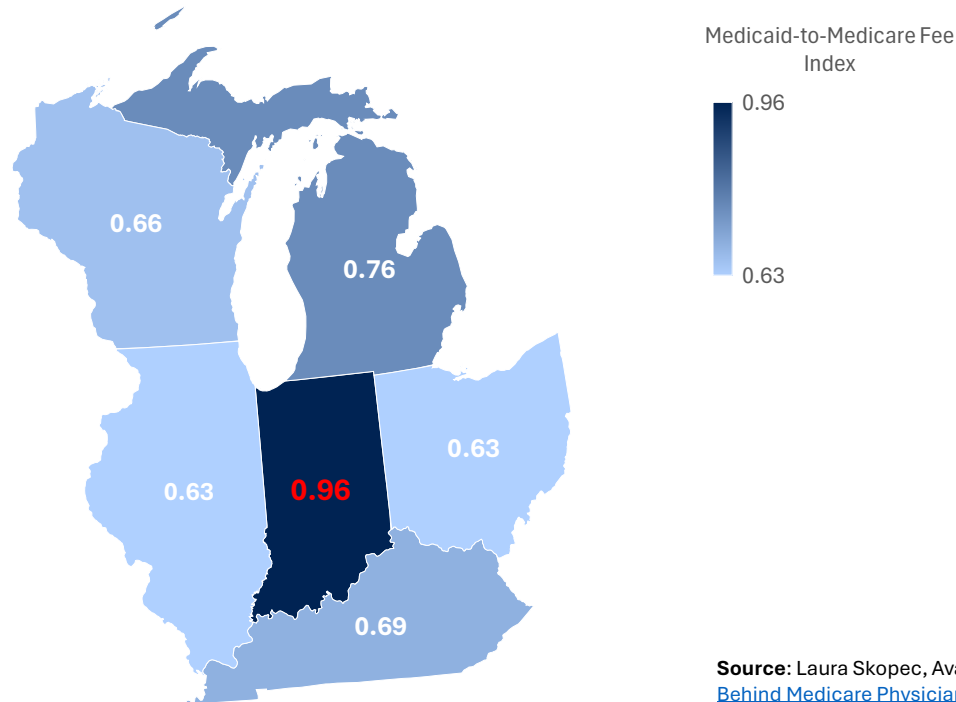 Medicaid-to-Medicare Fee
Index
0.96
0.63
0.66
0.76
0.63
0.96
0.63
0.69
Source: Laura Skopec, Ava
Behind Medicare Physician